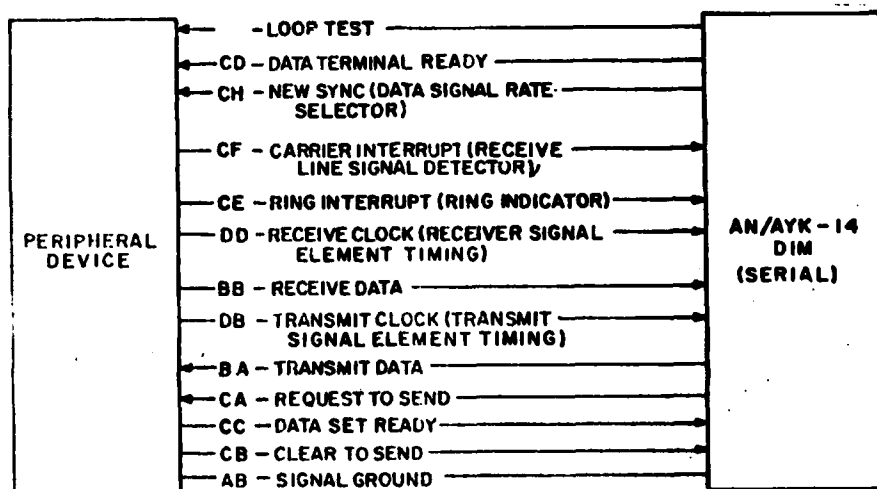 - LOOP TEST
CD - DATA TERMINAL READY
CH - NEW SYNC (DATA SIGNAL RATE
SELECTOR)
CF - CARRIER INTERRUPT (RECEIVE
LINE SIGNAL DETECTOR)
CE - RING INTERRUPT (RING INDICATOR)
DD - RECEIVE CLOCK (RECEIVER SIGNAL
ELEMENT TIMING)
BB - RECEIVE DATA
DB - TRANSMIT CLOCK (TRANSMIT
SIGNAL ELEMENT TIMING)
BA - TRANSMIT DATA
CA - REQUEST TO SEND
CC - DATA SET READY
CB - CLEAR TO SEND
AB - SIGNAL GROUND
PERIPHERAL
DEVICE
AN/AYK-14
DIM
(SERIAL)